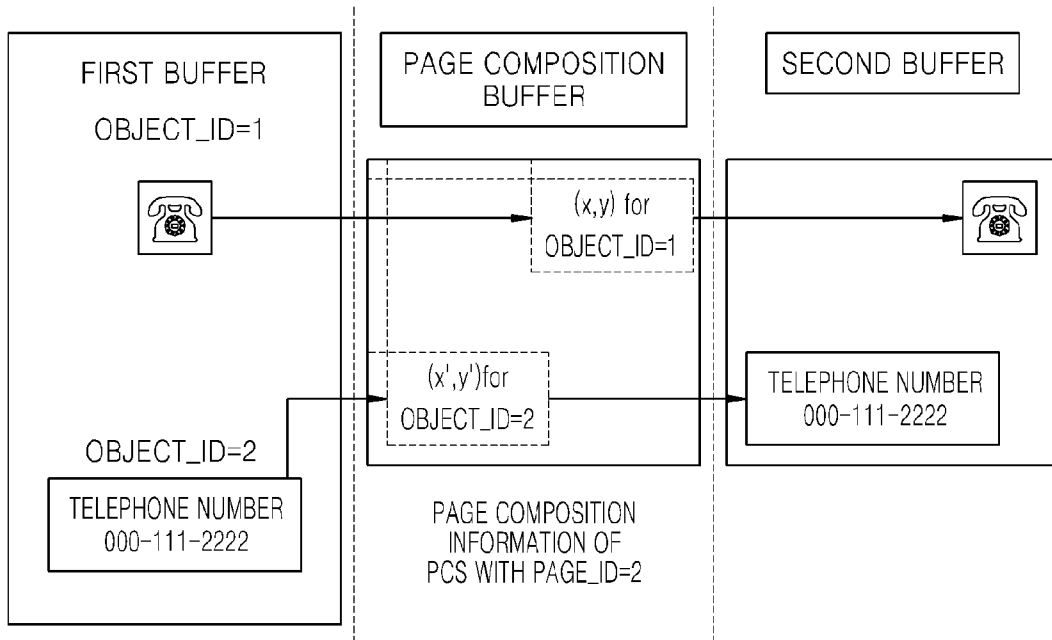 FIRST BUFFER
OBJECT_ID=1
OBJECT_ID=2
TELEPHONE NUMBER
000-111-2222
PAGE COMPOSITION
BUFFER
(x,y) for
OBJECT_ID=1
(x',y')for
OBJECT_ID=2
PAGE COMPOSITION
INFORMATION OF
PCS WITH PAGE_ID=2
SECOND BUFFER
TELEPHONE NUMBER
000-111-2222